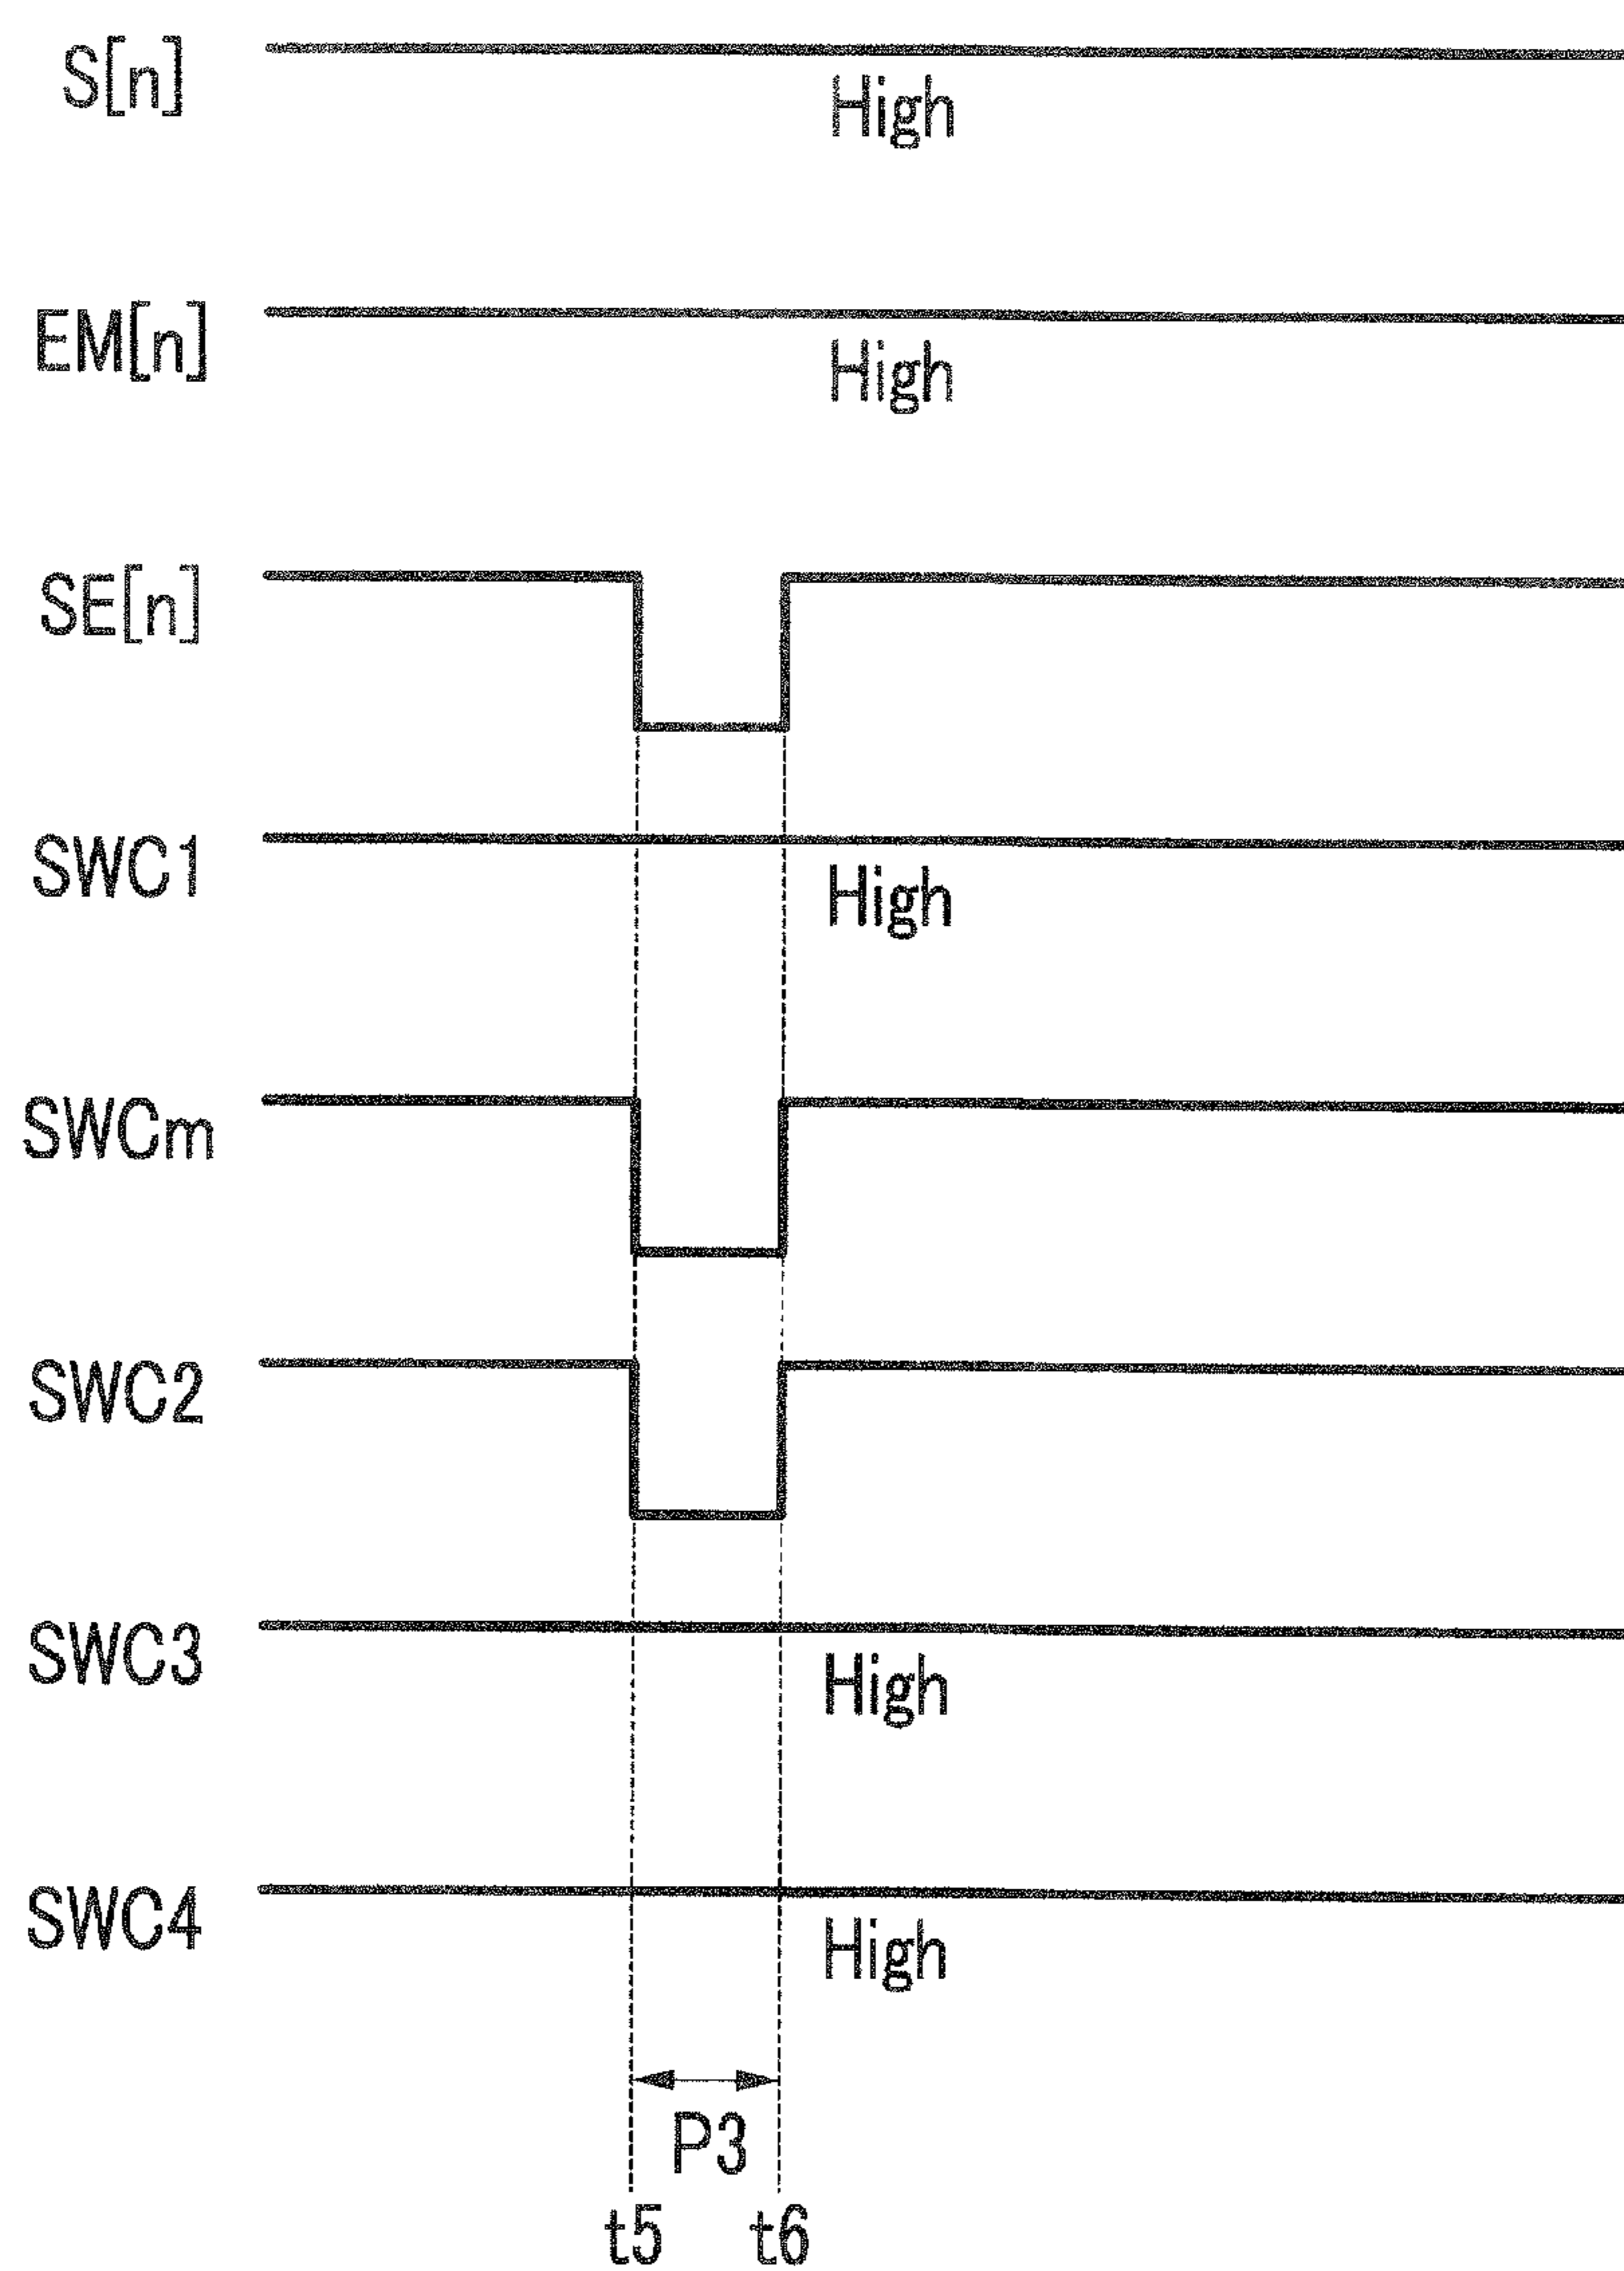 S[n]
High
EM[n]
High
SE[n]
SWC1
High
SWCm
SWC2
SWC3
High
SWC4
High
P3
t5 t6